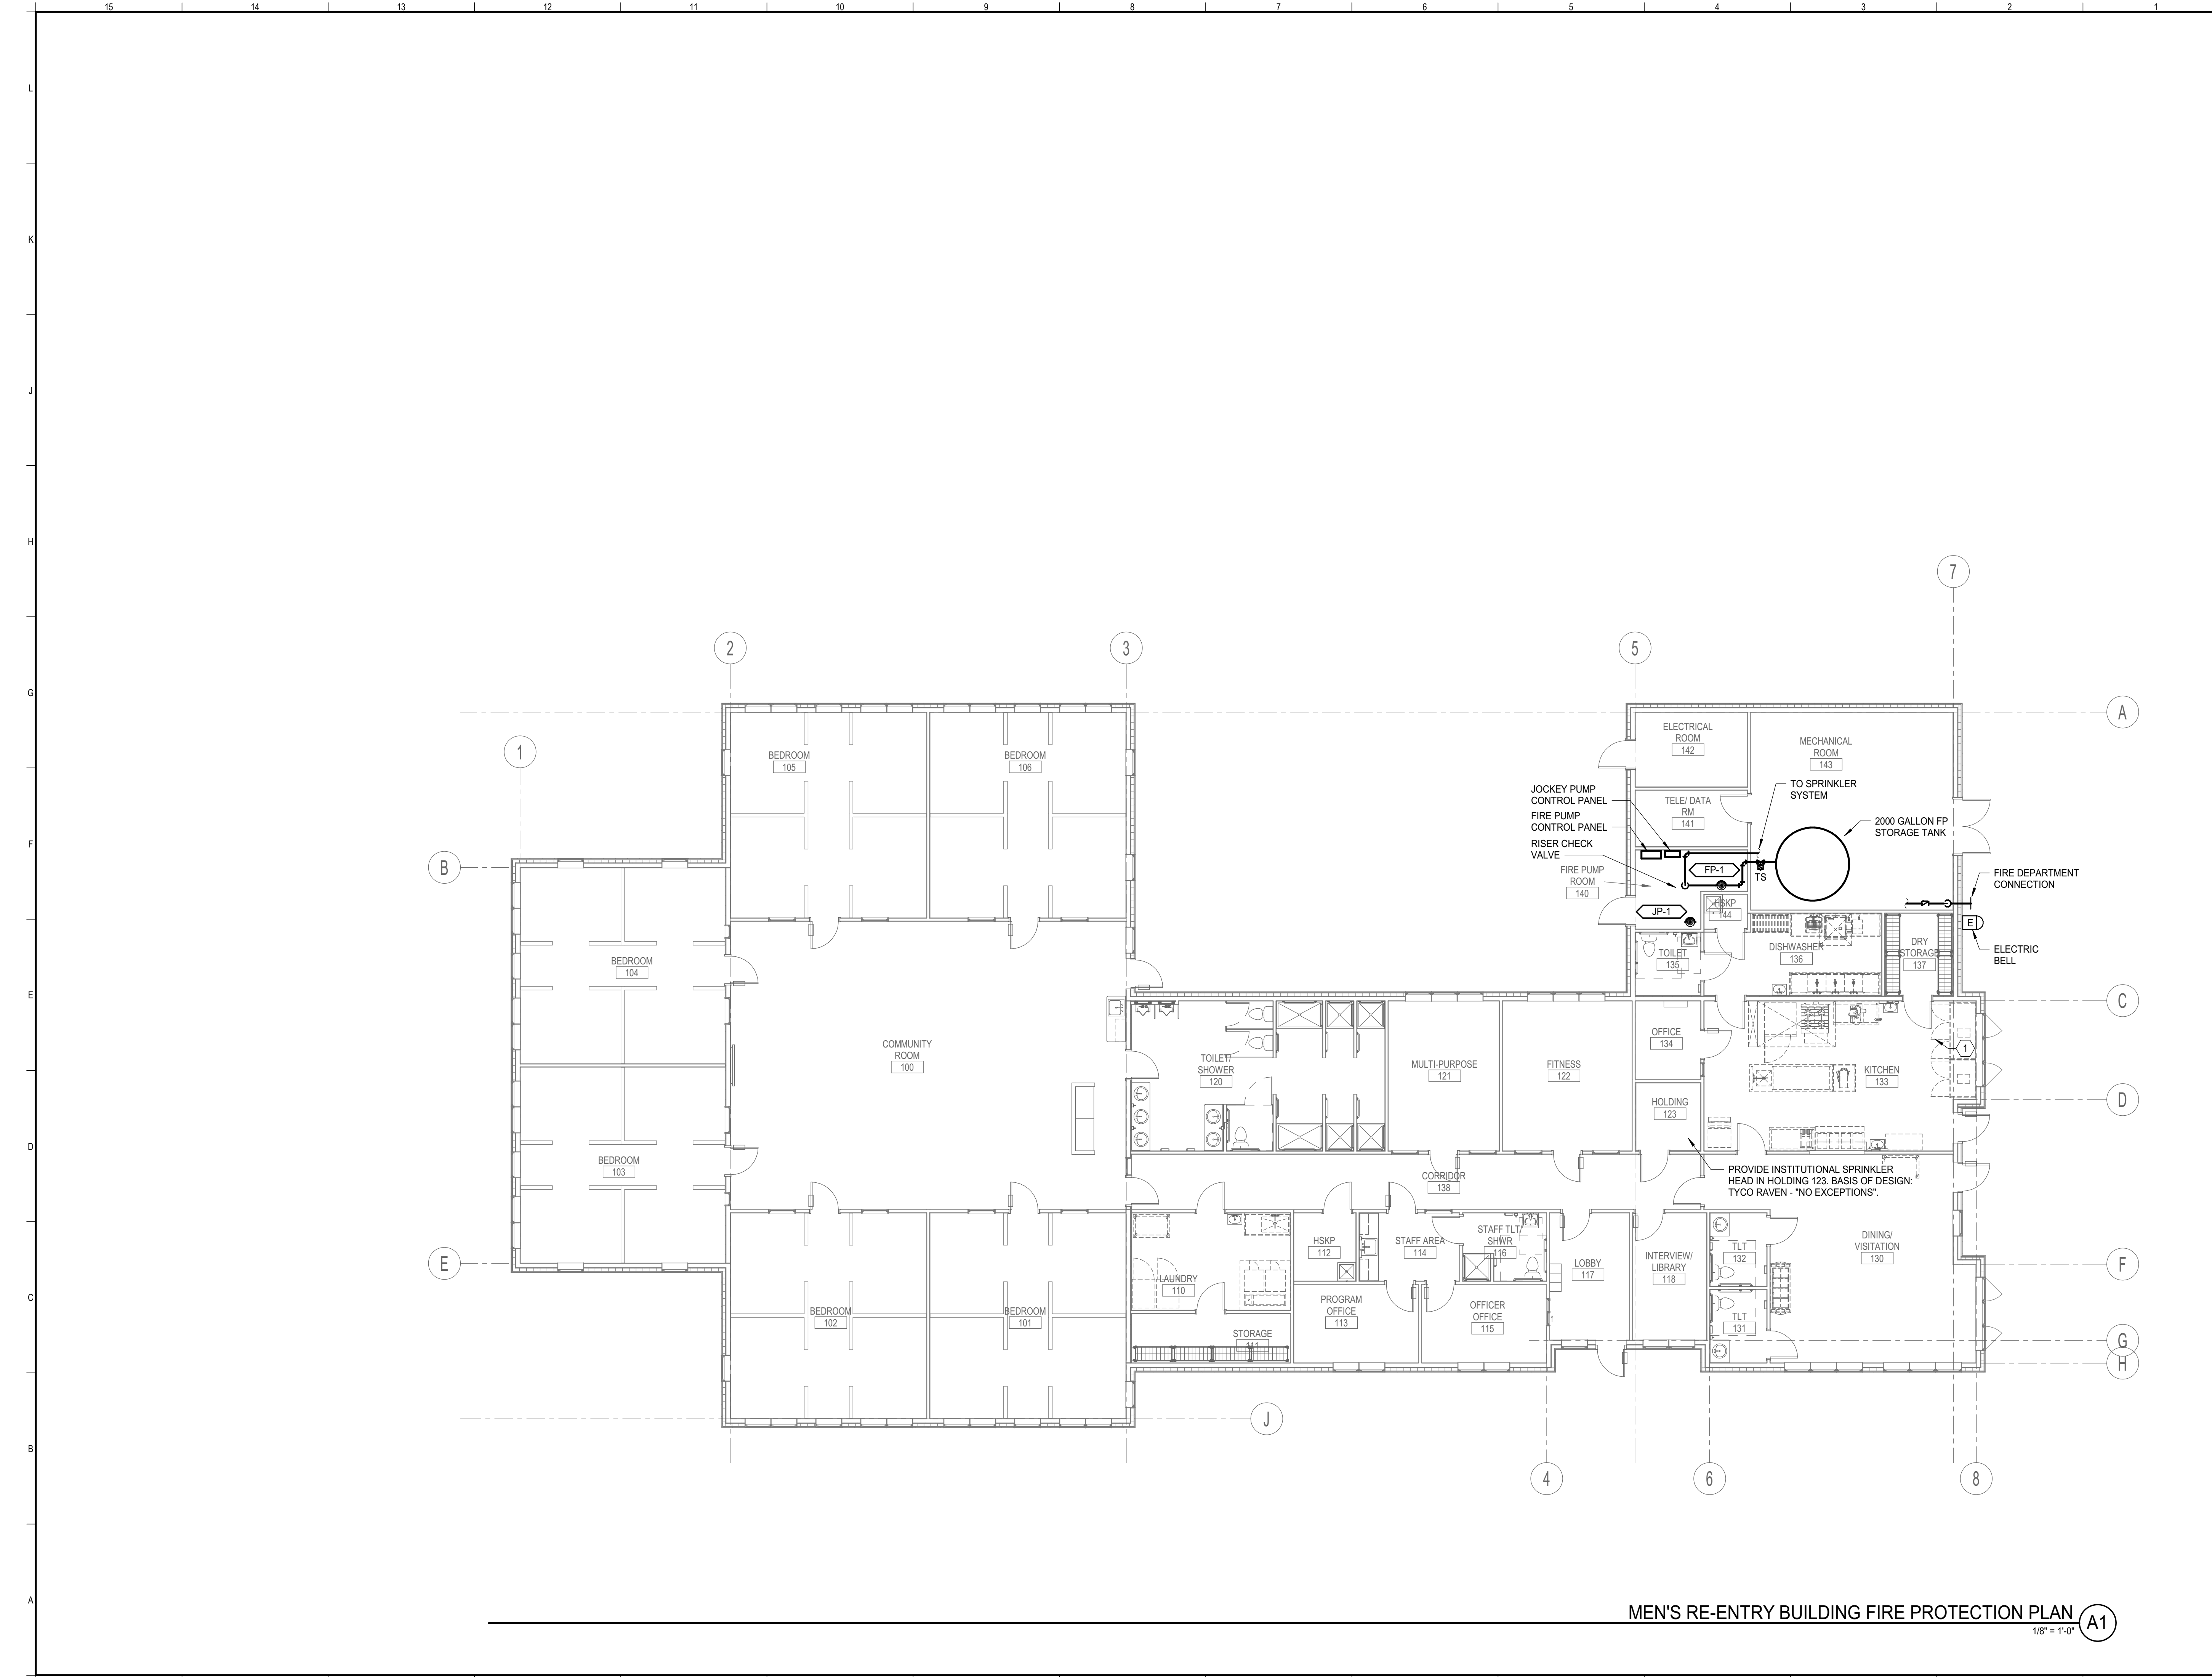 15 14 13 12 11 10 9 8 7 6 5 4 3 2 1
L
K
J
H
G
F
E
D
C
B
A
7
2
3
5
1
A
B
C
D
E
F
G
H
J
4
6
8
BEDROOM
105
BEDROOM
106
BEDROOM
104
BEDROOM
103
COMMUNITY
ROOM
100
BEDROOM
102
BEDROOM
101
ELECTRICAL
ROOM
142
MECHANICAL
ROOM
143
TO SPRINKLER
SYSTEM
JOCKEY PUMP
CONTROL PANEL
FIRE PUMP
CONTROL PANEL
RISER CHECK
VALVE
TELE/ DATA
RM
141
2000 GALLON FP
STORAGE TANK
FIRE PUMP
ROOM
140
FP-1
TS
JP-1
HSKP
144
FIRE DEPARTMENT
CONNECTION
E
ELECTRIC
BELL
TOILET
135
DISHWASHER
136
DRY
STORAGE
137
TOILET/
SHOWER
120
MULTI-PURPOSE
121
FITNESS
122
OFFICE
134
1
KITCHEN
133
HOLDING
123
PROVIDE INSTITUTIONAL SPRINKLER
HEAD IN HOLDING 123. BASIS OF DESIGN:
TYCO RAVEN - "NO EXCEPTIONS".
CORRIDOR
138
LAUNDRY
110
STORAGE
111
HSKP
112
STAFF AREA
114
STAFF TLT/
SHWR
116
PROGRAM
OFFICE
113
OFFICER
OFFICE
115
LOBBY
117
INTERVIEW/
LIBRARY
118
TLT
132
TLT
131
DINING/
VISITATION
130
MEN'S RE-ENTRY BUILDING FIRE PROTECTION PLAN
A1
1/8" = 1'-0"